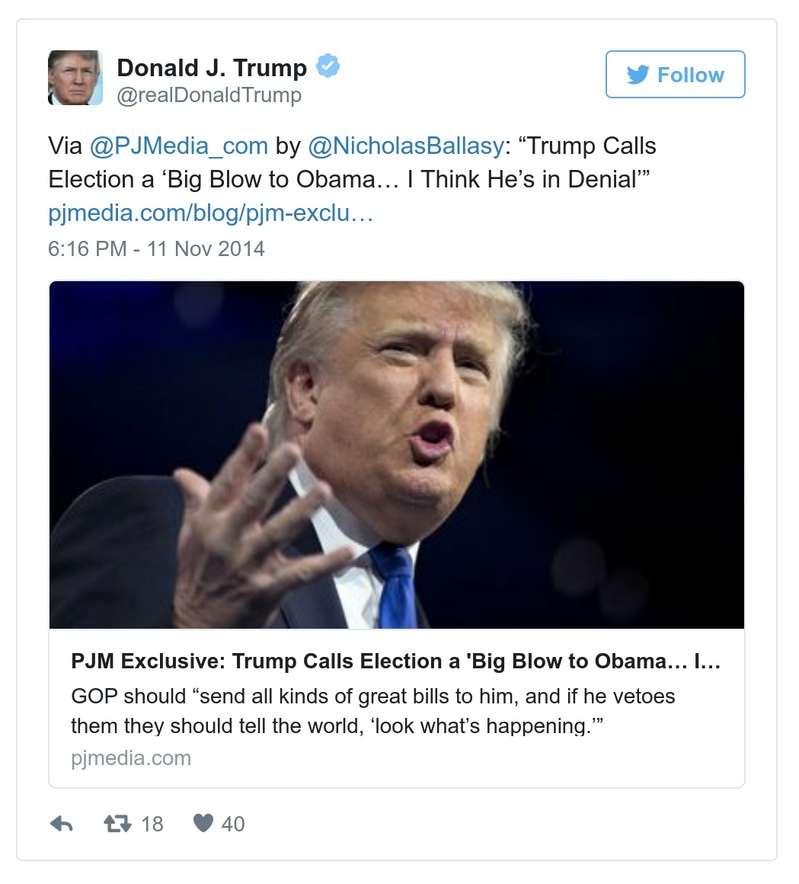 Donald J. Trump
@realDonaldTrump
Follow
Via @PJMedia_com by @NicholasBallasy: “Trump Calls
Election a ‘Big Blow to Obama… I Think He’s in Denial’”
pjmedia.com/blog/pjm-exclu…
6:16 PM - 11 Nov 2014
PJM Exclusive: Trump Calls Election a 'Big Blow to Obama… I…
GOP should “send all kinds of great bills to him, and if he vetoes
them they should tell the world, ‘look what’s happening.’”
pjmedia.com
18 40